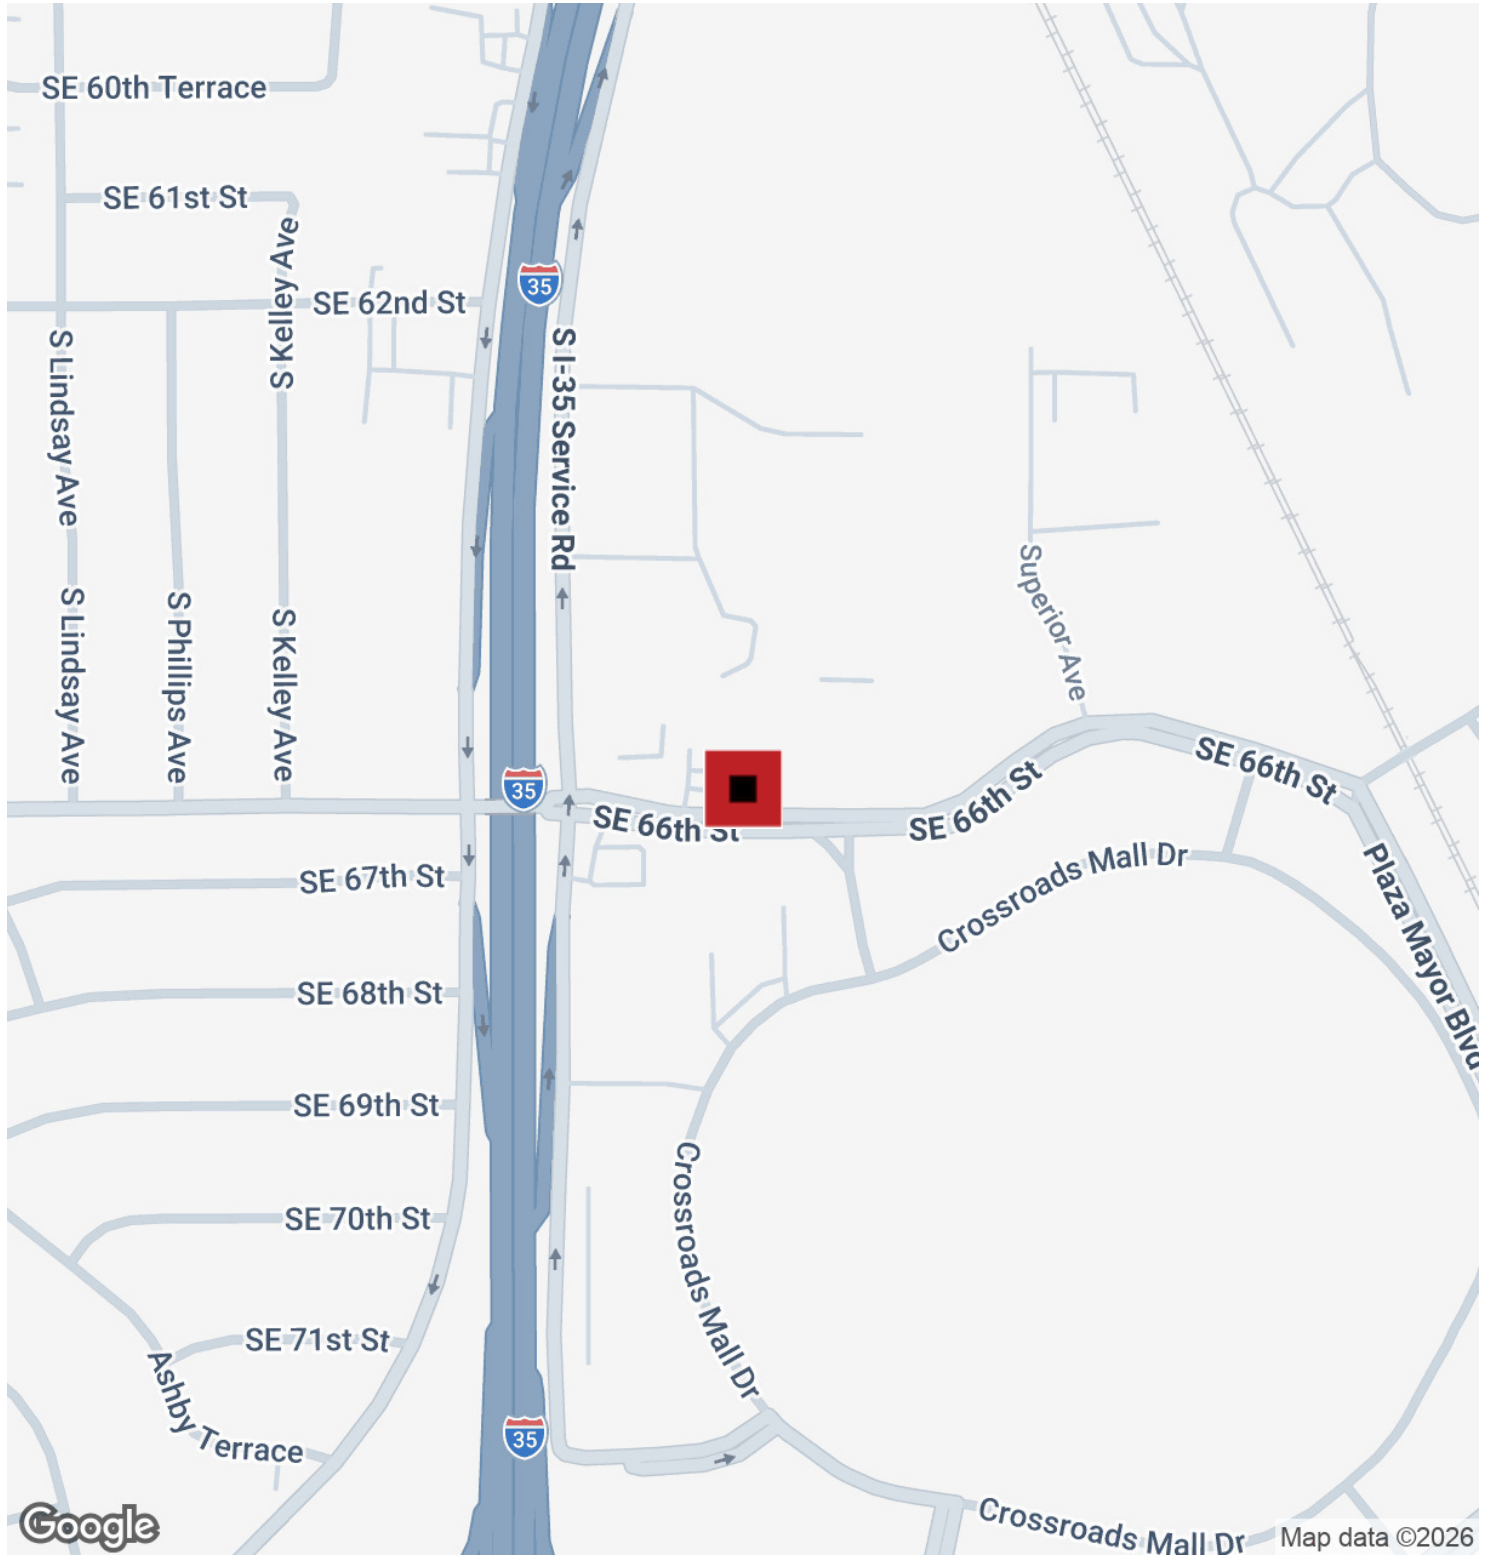 SE 60th Terrace
SE 61st St
S Kelley Ave
35
SE 62nd St
S Lindsay Ave
S I-35 Service Rd
Superior Ave
S Lindsay Ave
S Phillips Ave
S Kelley Ave
SE 66th St
35
SE 66th St
SE 66th St
Crossroads Mall Dr
Plaza Mayor Blvd
SE 67th St
SE 68th St
SE 69th St
Crossroads Mall Dr
SE 70th St
SE 71st St
Ashby Terrace
35
Crossroads Mall Dr
Google
Map data ©2026